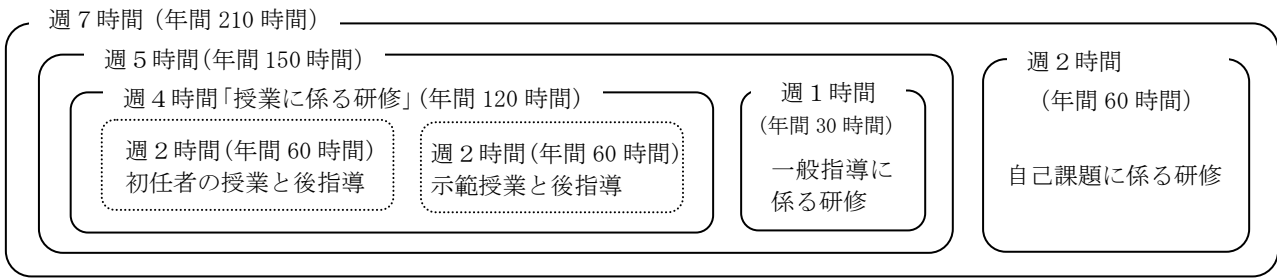 週７時間（年間 210 時間）
週５時間（年間 150 時間）
週４時間「授業に係る研修」（年間 120 時間）
週２時間（年間 60 時間）
初任者の授業と後指導
週２時間（年間 60 時間）
示範授業と後指導
週１時間
（年間 30 時間）
一般指導に
係る研修
週２時間
（年間 60 時間）
自己課題に係る研修